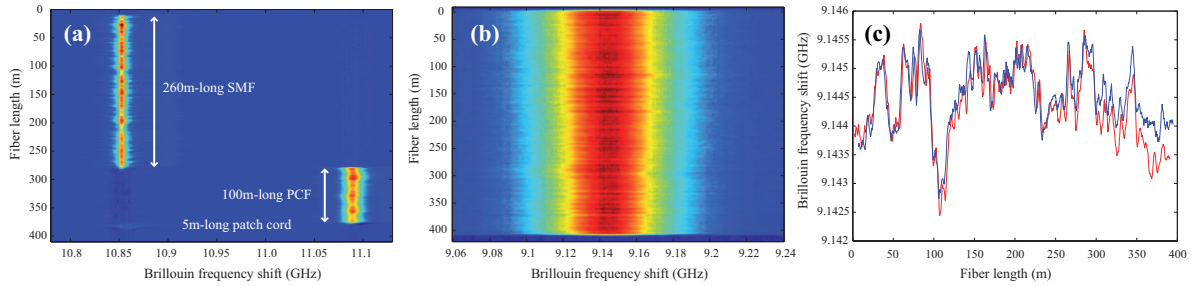 (a)
260m-long SMF
100m-long PCF
5m-long patch cord
0
50
100
150
200
250
300
350
400
Fiber length (m)
10.8 10.85 10.9 10.95 11.0 11.05 11.1
Brillouin frequency shift (GHz)
(b)
0
50
100
150
200
250
300
350
400
Fiber length (m)
9.06 9.08 9.1 9.12 9.14 9.16 9.18 9.2 9.22 9.24
Brillouin frequency shift (GHz)
(c)
9.146
9.1455
9.145
9.1445
9.144
9.1435
9.143
9.1425
9.142
Brillouin frequency shift (GHz)
0 50 100 150 200 250 300 350 400
Fiber length (m)